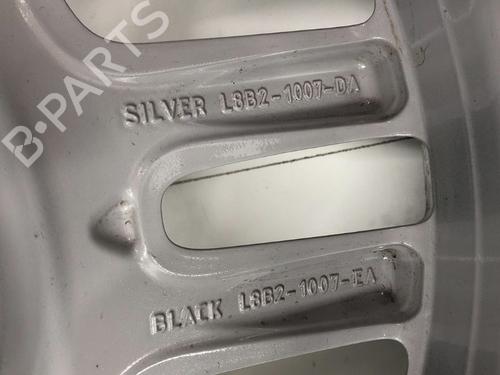 B-PARTS
SILVER L8B2-1007-DA
BLACK L8B2-1007-EA